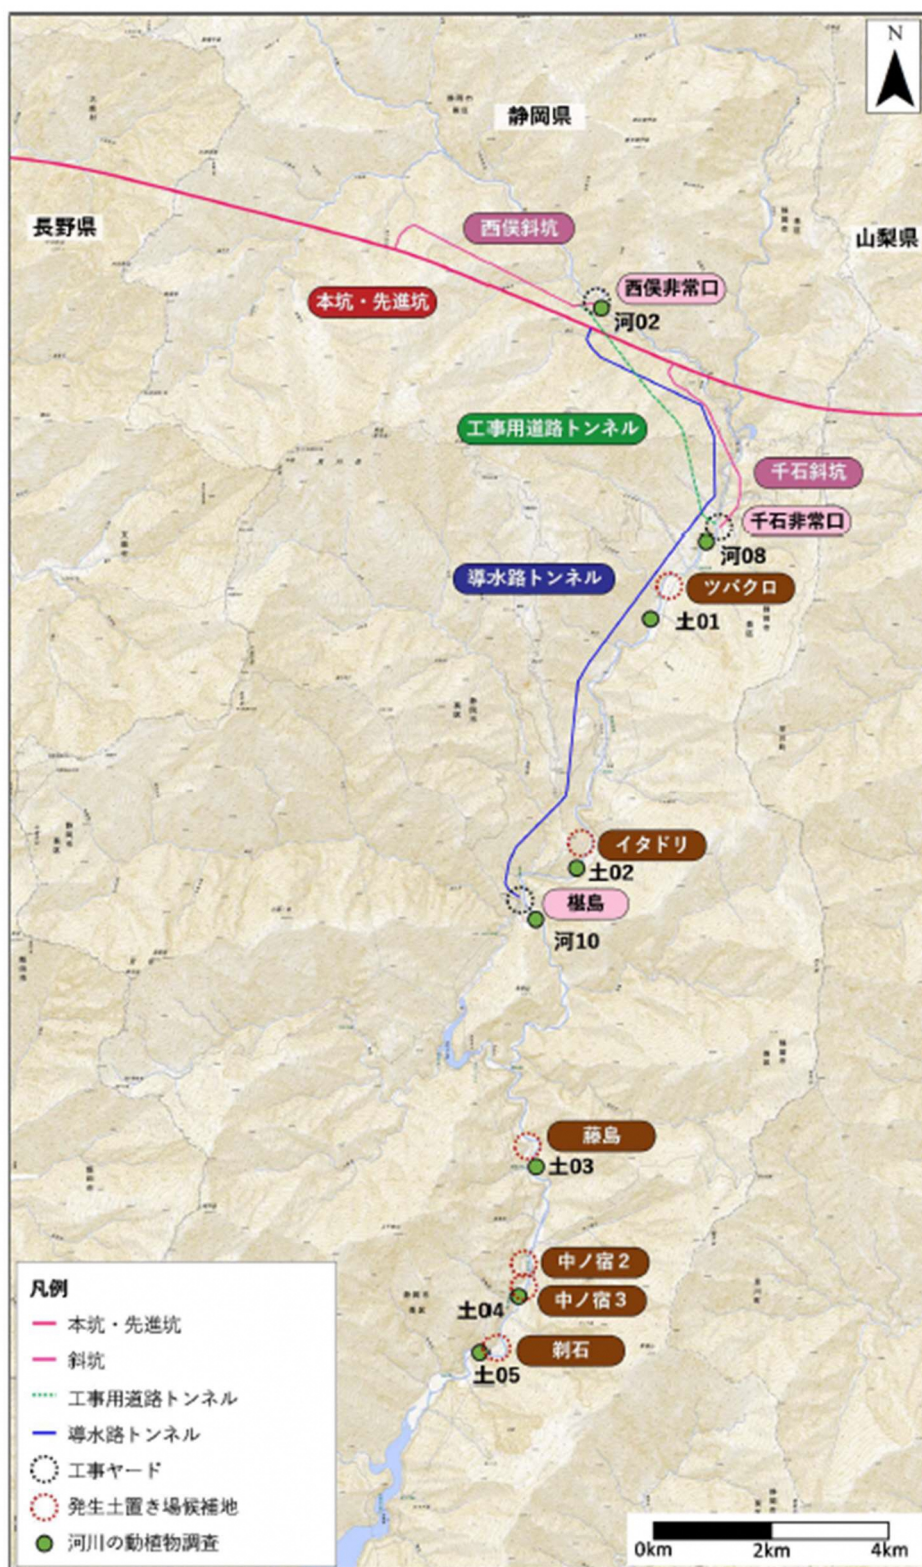 N
静岡県
長野県
西俣斜坑
山梨県
西俣非常口
本坑・先進坑
河02
工事用道路トンネル
千石斜坑
千石非常口
河08
導水路トンネル
ツバクロ
土01
イタドリ
土02
椹島
河10
藤島
土03
中ノ宿2
中ノ宿3
土04
剃石
土05
凡例
本坑・先進坑
斜坑
工事用道路トンネル
導水路トンネル
工事ヤード
発生土置き場候補地
河川の動植物調査
0km 2km 4km